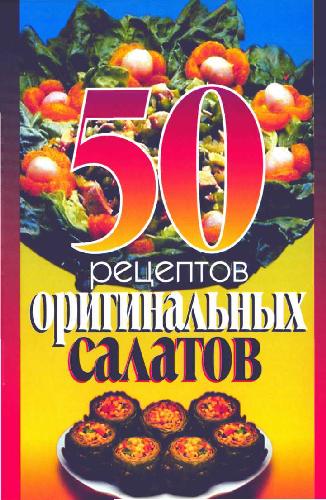 50
рецептов
оригинальных
салатов